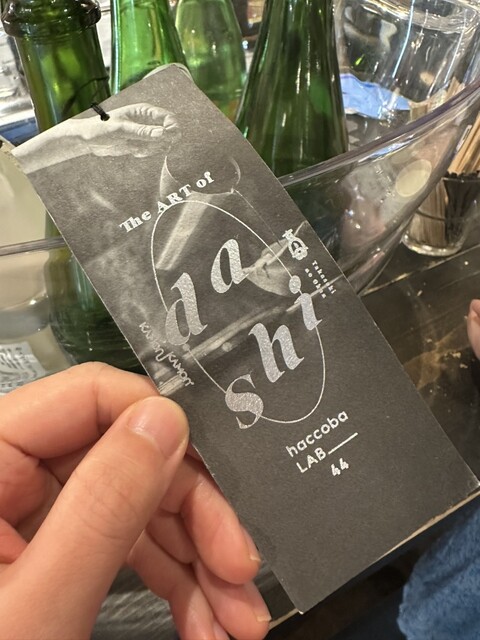 The ART of
da
shi
haccoba
LAB
44